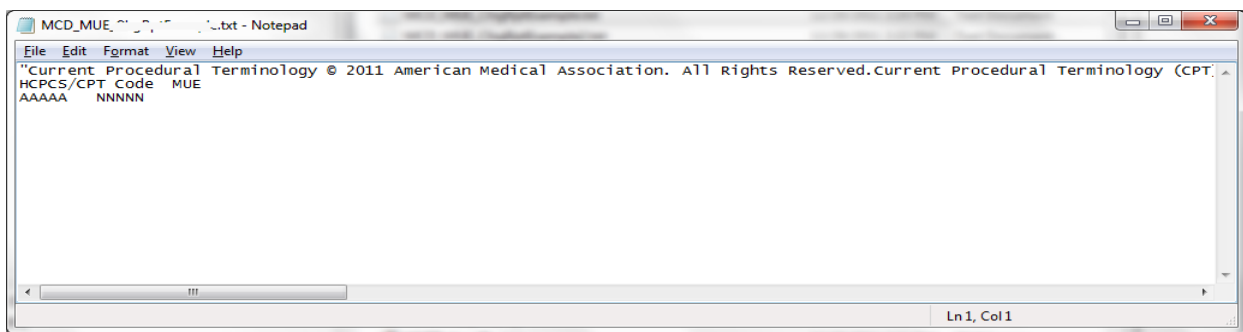 .txt - Notepad
File Edit Format View Help
"Current Procedural Terminology © 2011 American Medical Association. All Rights Reserved.Current Procedural Terminology (CPT)
HCPCS/CPT Code MUE
AAAAA NNNNN
Ln 1, Col 1